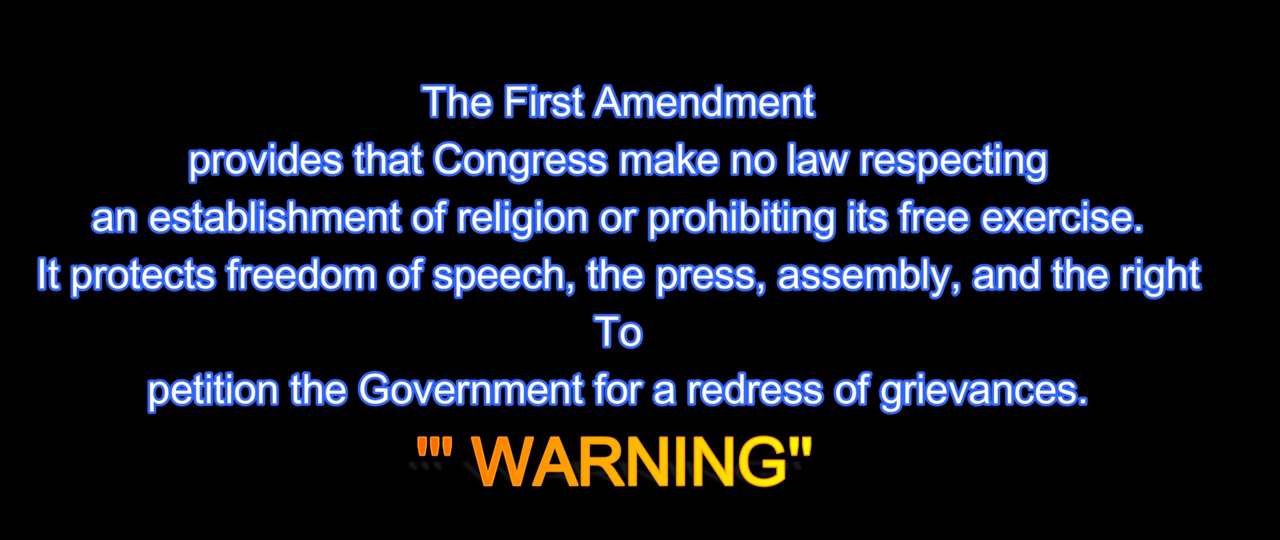 The First Amendment
provides that Congress make no law respecting
an establishment of religion or prohibiting its free exercise.
It protects freedom of speech, the press, assembly, and the right
To
petition the Government for a redress of grievances.
"' WARNING"